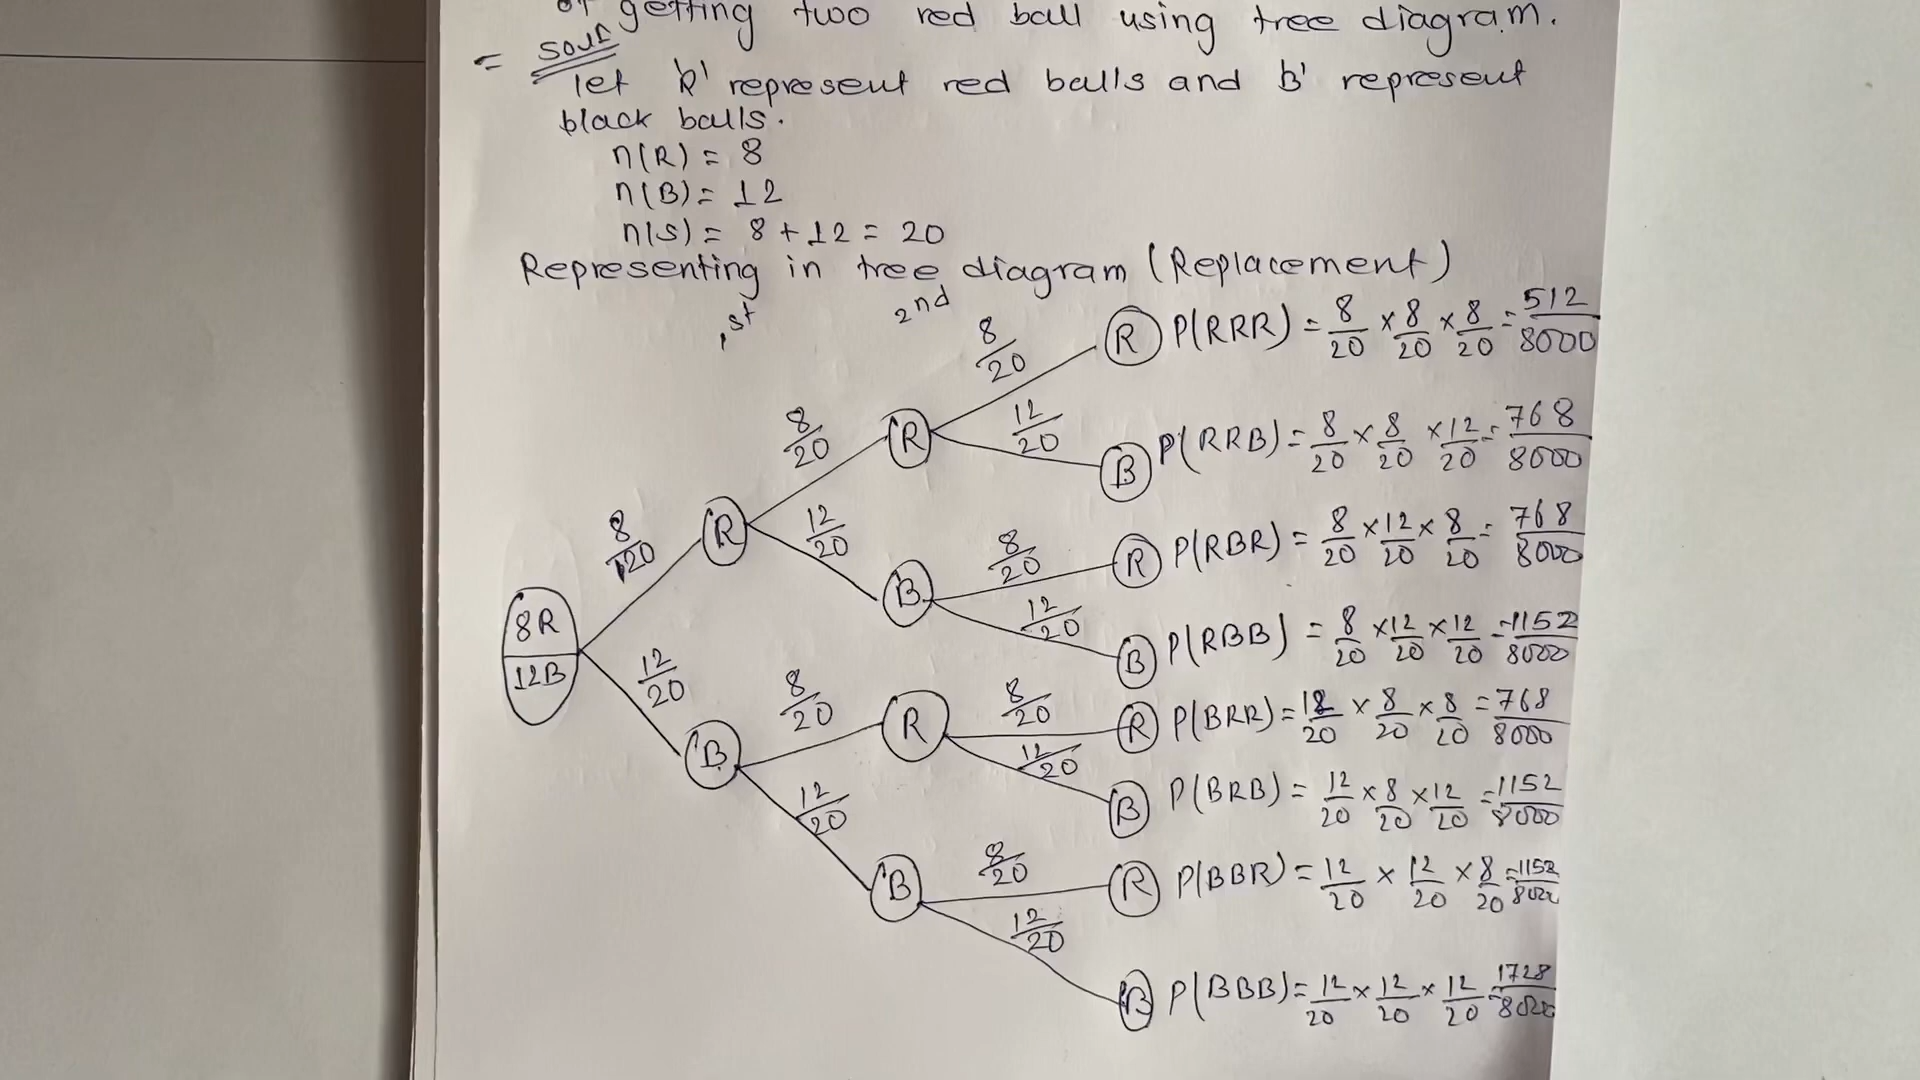 of getting two red ball using tree diagram.
= Soln
let 'R' represent red balls and B' represent
black balls.
n(R) = 8
n(B) = 12
n(S) = 8 + 12 = 20
Representing in tree diagram (Replacement)
1st 2nd
8/20 R P(RRR) = 8/20 × 8/20 × 8/20 = 512/8000
8/20 R 12/20 B P(RRB) = 8/20 × 8/20 × 12/20 = 768/8000
8/20 R 12/20 B 8/20 R P(RBR) = 8/20 × 12/20 × 8/20 = 768/8000
8R
12B
12/20 B P(RBB) = 8/20 × 12/20 × 12/20 = 1152/8000
12/20 B 8/20 R 8/20 R P(BRR) = 12/20 × 8/20 × 8/20 = 768/8000
12/20 B P(BRB) = 12/20 × 8/20 × 12/20 = 1152/8000
12/20 B 8/20 R P(BBR) = 12/20 × 12/20 × 8/20 = 1152/8000
12/20 B P(BBB) = 12/20 × 12/20 × 12/20 = 1728/8000